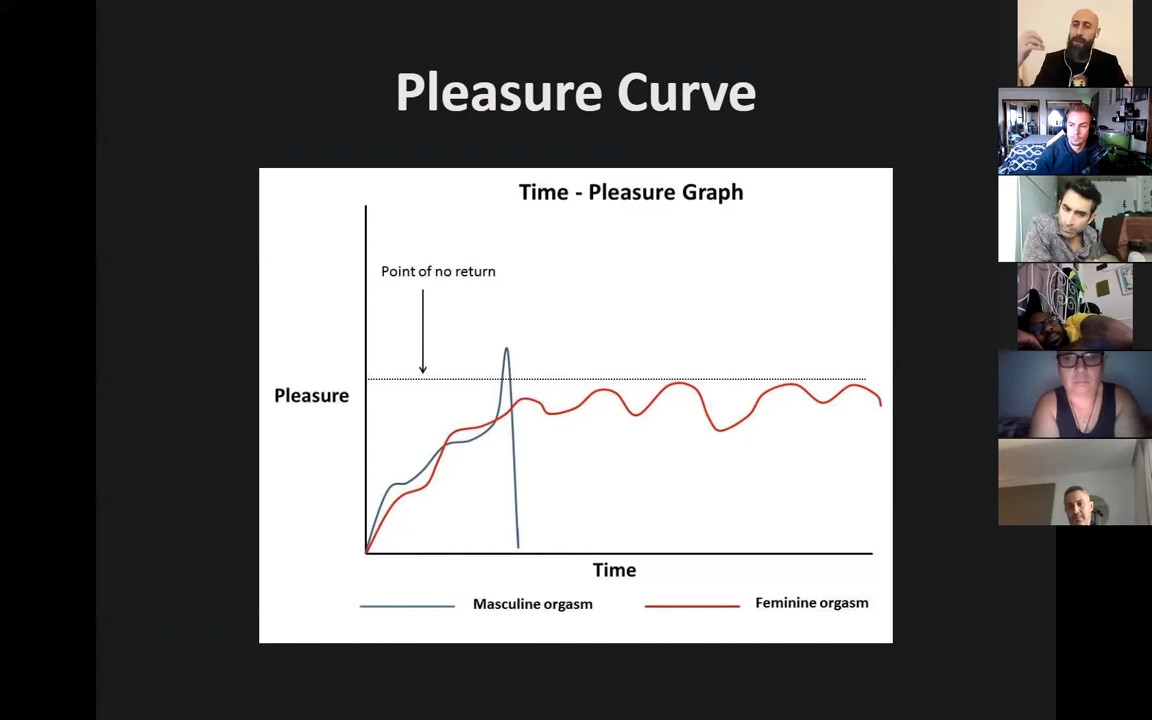 Pleasure Curve
Time - Pleasure Graph
Point of no return
Pleasure
Time
Masculine orgasm
Feminine orgasm